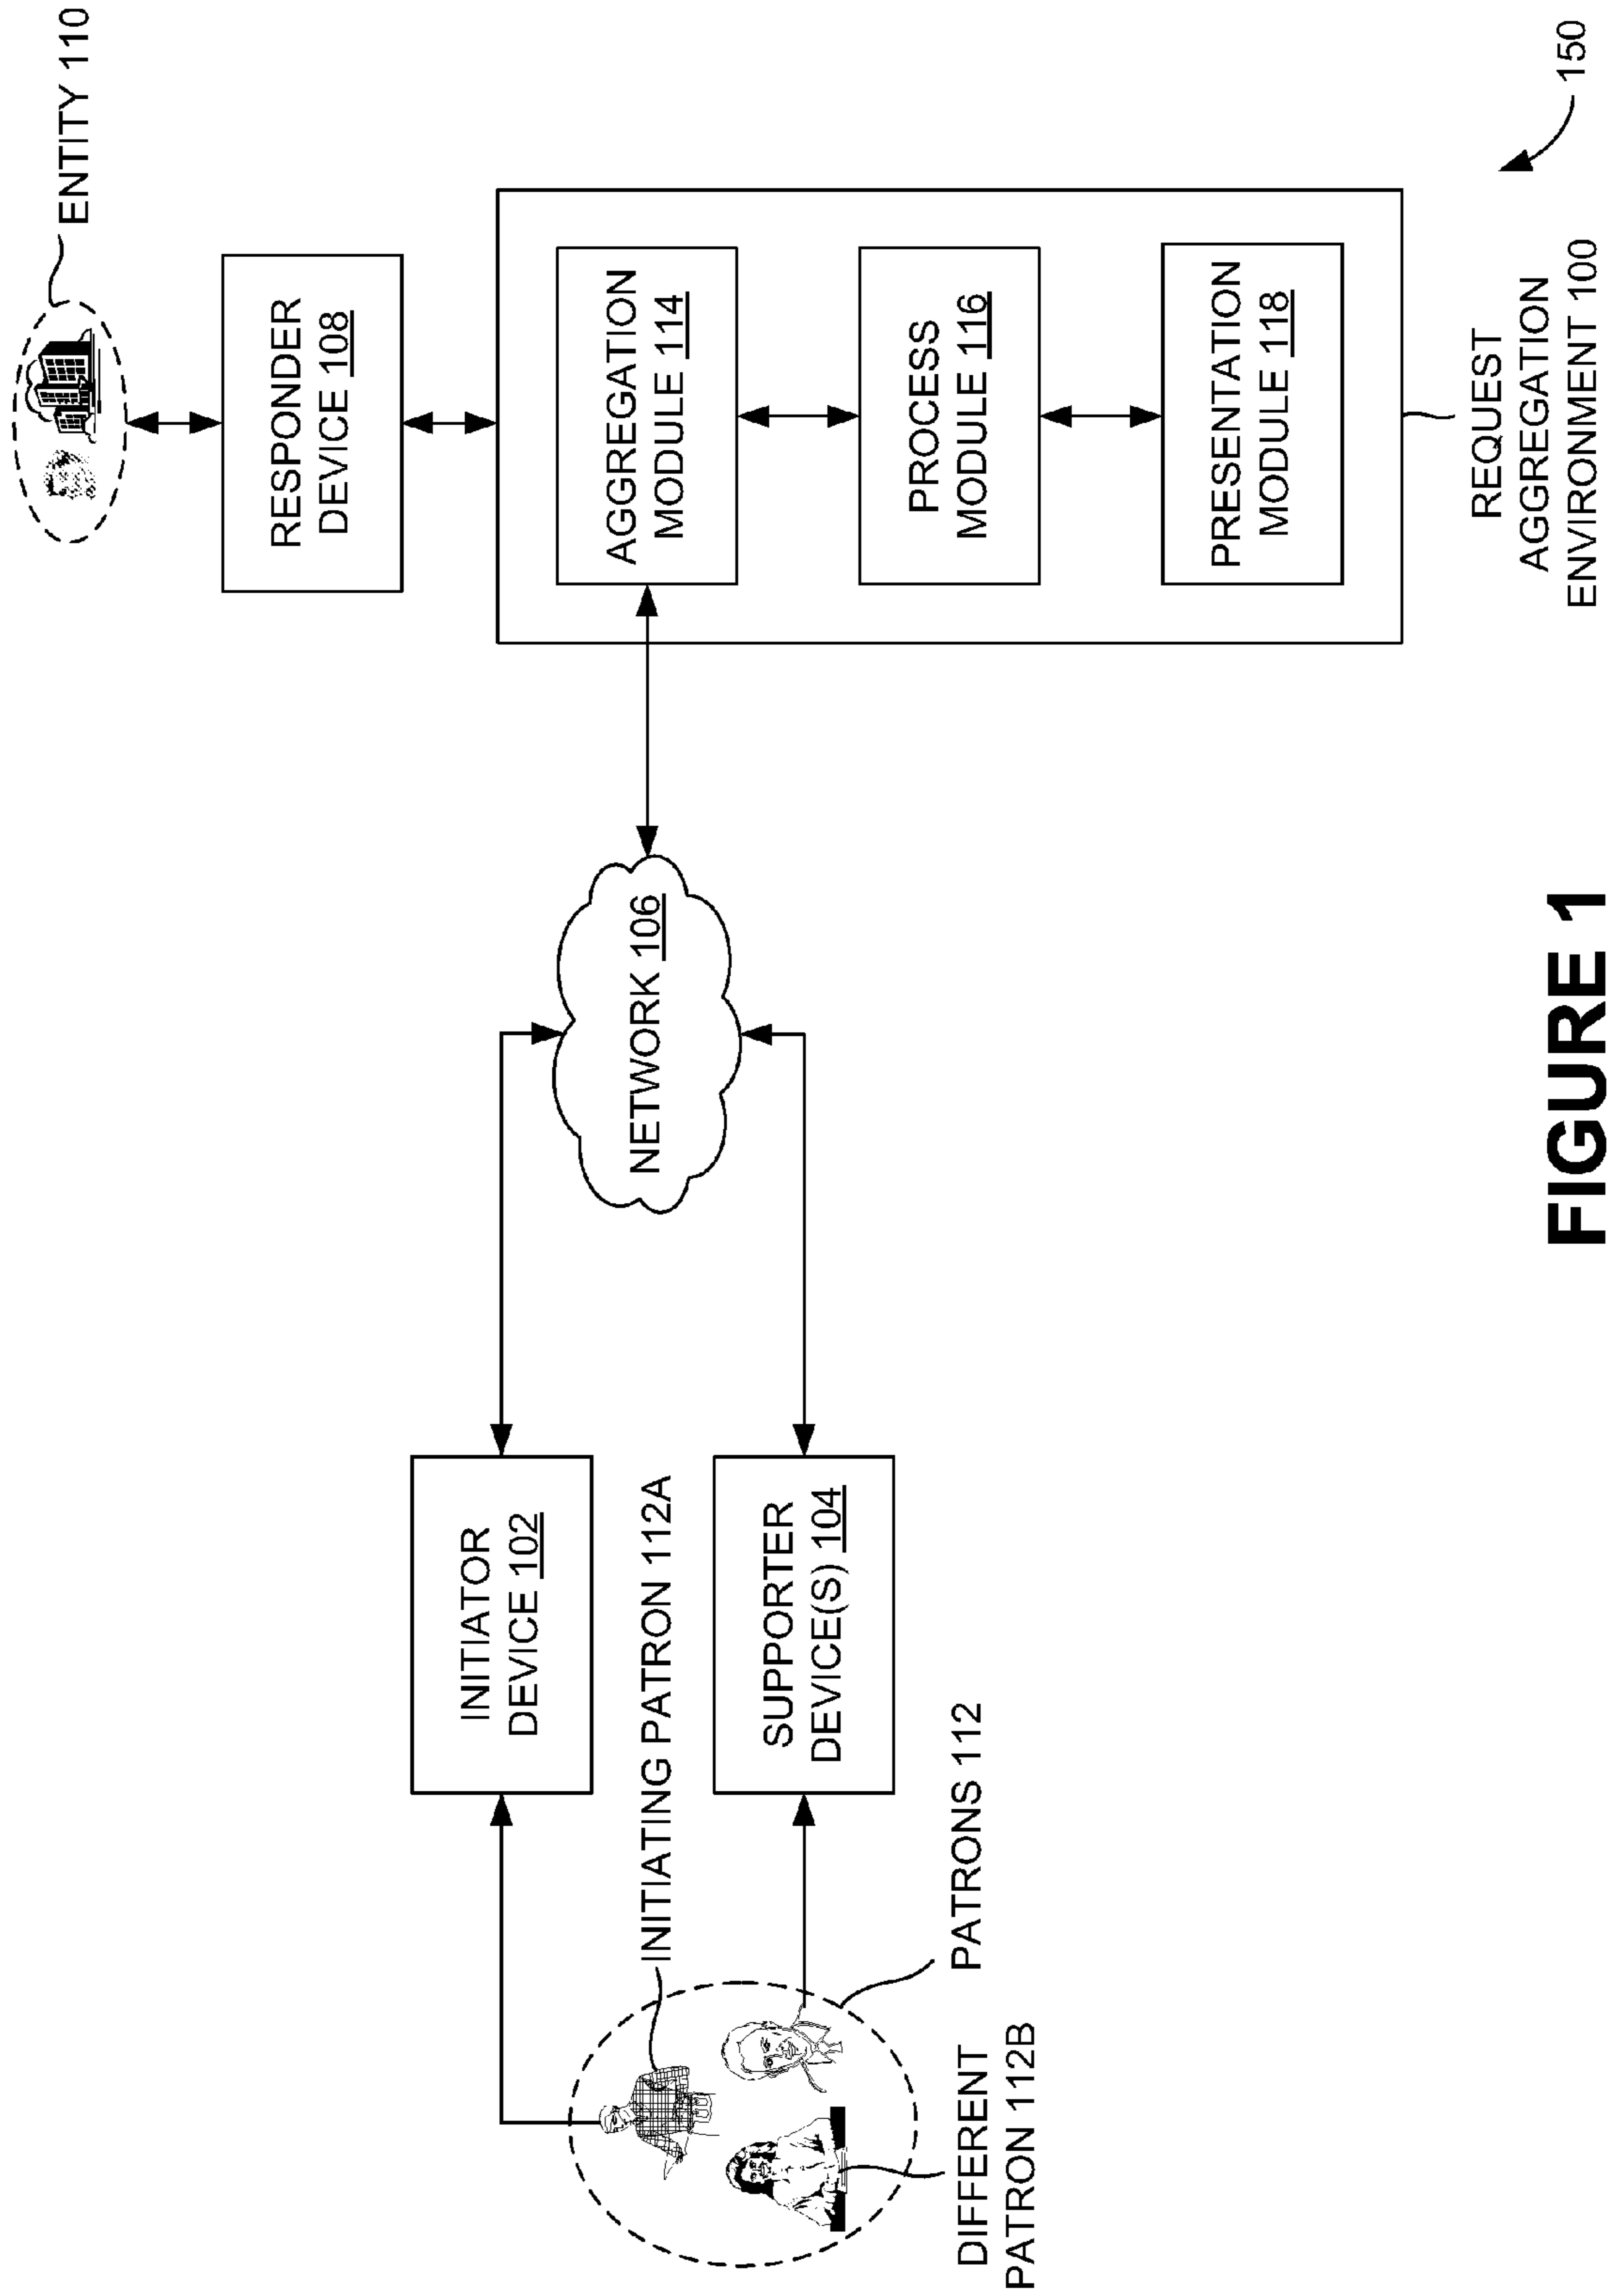 ENTITY 110
RESPONDER
DEVICE 108
AGGREGATION
MODULE 114
PROCESS
MODULE 116
PRESENTATION
MODULE 118
REQUEST
AGGREGATION
ENVIRONMENT 100
150
NETWORK 106
INITIATOR
DEVICE 102
INITIATING PATRON 112A
SUPPORTER
DEVICE(S) 104
PATRONS 112
DIFFERENT
PATRON 112B
FIGURE 1